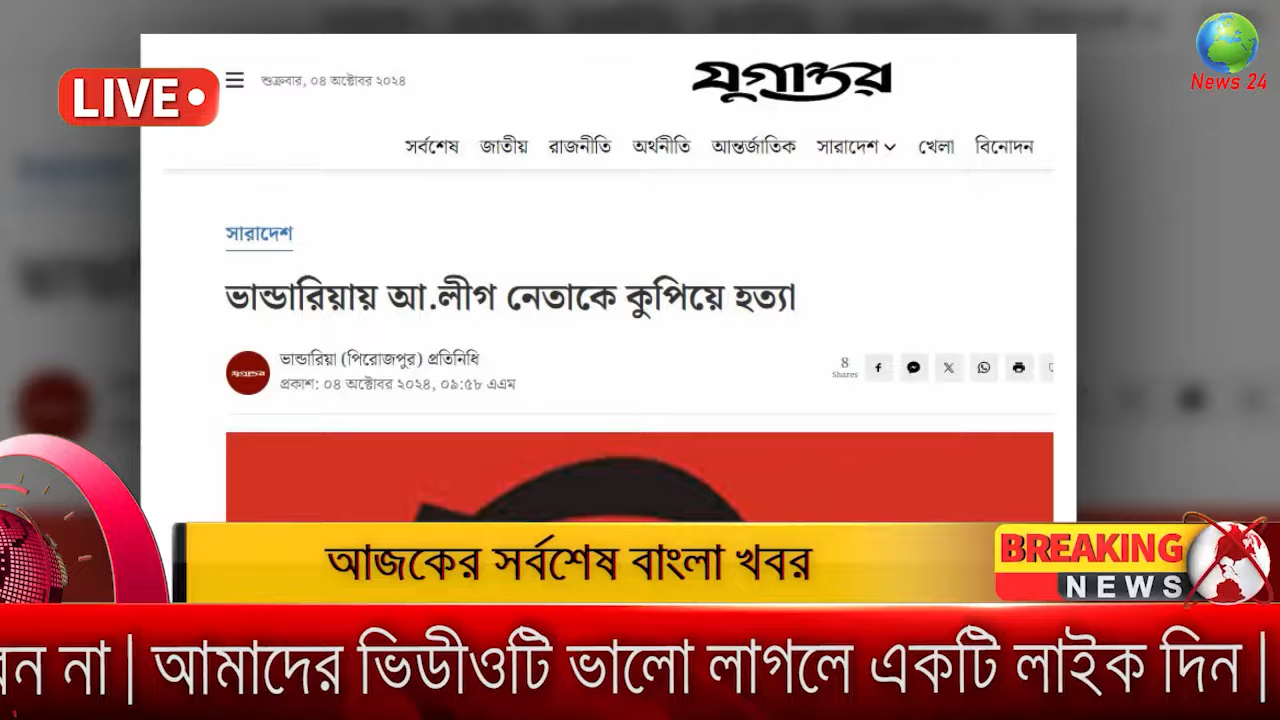 LIVE
শুক্রবার, ০৪ অক্টোবর ২০২৪
যুগান্তর
News 24
সর্বশেষ জাতীয় রাজনীতি অর্থনীতি আন্তর্জাতিক সারাদেশ খেলা বিনোদন
সারাদেশ
ভান্ডারিয়ায় আ.লীগ নেতাকে কুপিয়ে হত্যা
যুগান্তর
ভান্ডারিয়া (পিরোজপুর) প্রতিনিধি
প্রকাশ: ০৪ অক্টোবর ২০২৪, ০৯:৫৮ এএম
8
Shares
আজকের সর্বশেষ বাংলা খবর
BREAKING
NEWS
না | আমাদের ভিডীওটি ভালো লাগলে একটি লাইক দিন |